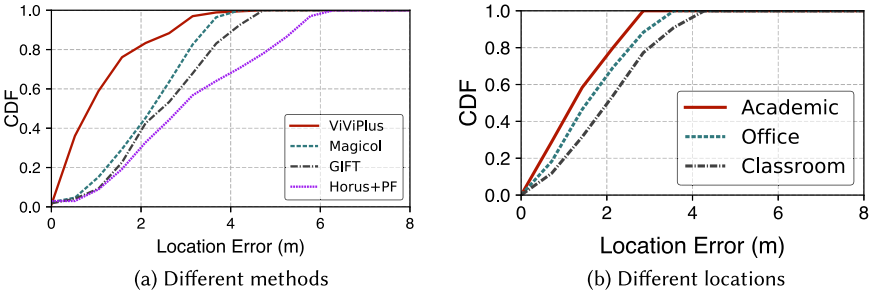 1.0
0.8
0.6
0.4
0.2
0.0
CDF
0 2 4 6 8
Location Error (m)
ViViPlus
Magicol
GIFT
Horus+PF
(a) Different methods
1.0
0.8
0.6
0.4
0.2
0.0
CDF
0 2 4 6 8
Location Error (m)
Academic
Office
Classroom
(b) Different locations